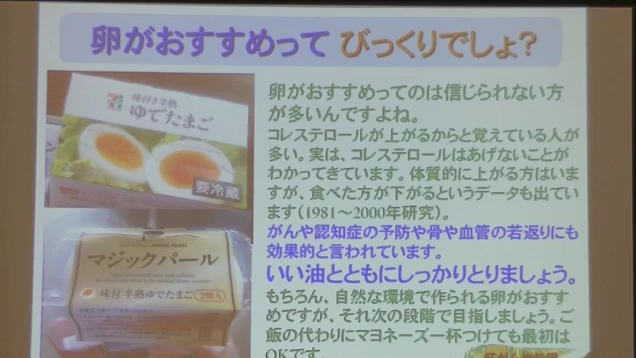 卵がおすすめって びっくりでしょ?
味付き半熟
ゆでたまご
2
要冷蔵
マジックパール
味付 半熟ゆでたまご 2個入
卵がおすすめってのは信じられない方
が多いんですよね。
コレステロールが上がるからと覚えている人が
多い。実は、コレステロールはあげないことが
わかってきています。体質的に上がる方はいま
すが、食べた方が下がるというデータも出てい
ます(1981～2000年研究)。
がんや認知症の予防や骨や血管の若返りにも
効果的と言われています。
いい油とともにしっかりとりましょう。
もちろん、自然な環境で作られる卵がおすす
めですが、それ次の段階で目指しましょう。ご
飯の代わりにマヨネーズ一杯つけても最初は
OKです